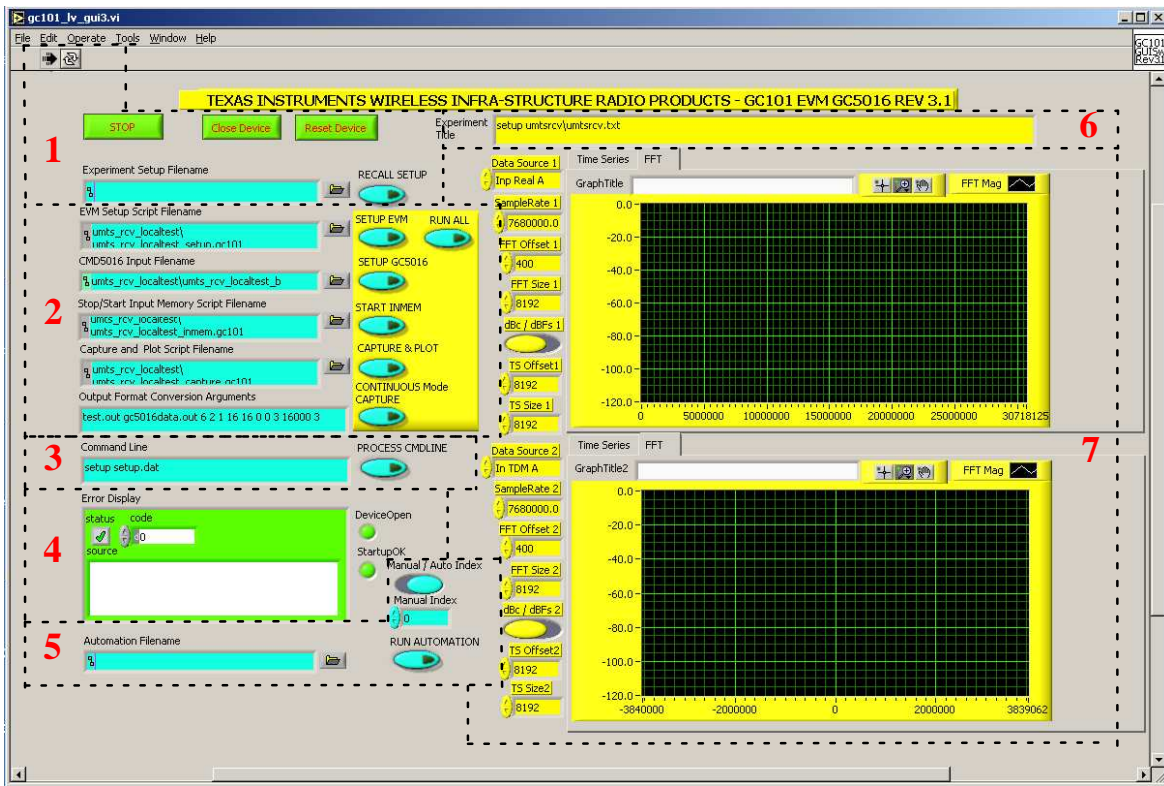 gc101_lv_gui3.vi
File Edit Operate Tools Window Help
GC101
GUISw
Rev31
TEXAS INSTRUMENTS WIRELESS INFRA-STRUCTURE RADIO PRODUCTS - GC101 EVM GC5016 REV 3.1
1
STOP
Close Device
Reset Device
Experiment Title
setup umtsrcv\umtsrcv.txt
6
Experiment Setup Filename
RECALL SETUP
2
EVM Setup Script Filename
umts_rcv_localtest\
umts_rcv_localtest_setup.gc101
CMD5016 Input Filename
umts_rcv_localtest\umts_rcv_localtest_b
Stop/Start Input Memory Script Filename
umts_rcv_localtest\
umts_rcv_localtest_inmem.gc101
Capture and Plot Script Filename
umts_rcv_localtest\
umts_rcv_localtest_capture.gc101
Output Format Conversion Arguments
test.out gc5016data.out 6 2 1 16 16 0 0 3 16000 3
SETUP EVM
RUN ALL
SETUP GC5016
START INMEM
CAPTURE & PLOT
CONTINUOUS Mode
CAPTURE
3
Command Line
setup setup.dat
PROCESS CMDLINE
4
Error Display
status
code
0
source
DeviceOpen
StartupOK
Manual / Auto Index
Manual Index
0
5
Automation Filename
RUN AUTOMATION
Data Source 1
Inp Real A
SampleRate 1
7680000.0
FFT Offset 1
400
FFT Size 1
8192
dBc / dBFs 1
TS Offset1
8192
TS Size 1
8192
Time Series
FFT
GraphTitle
FFT Mag
0.0
-20.0
-40.0
-60.0
-80.0
-100.0
-120.0
0 5000000 10000000 15000000 20000000 25000000 30718125
7
Data Source 2
In TDM A
SampleRate 2
7680000.0
FFT Offset 2
400
FFT Size 2
8192
dBc / dBFs 2
TS Offset2
8192
TS Size2
8192
Time Series
FFT
GraphTitle2
FFT Mag
0.0
-20.0
-40.0
-60.0
-80.0
-100.0
-120.0
-3840000 -2000000 0 2000000 3839062